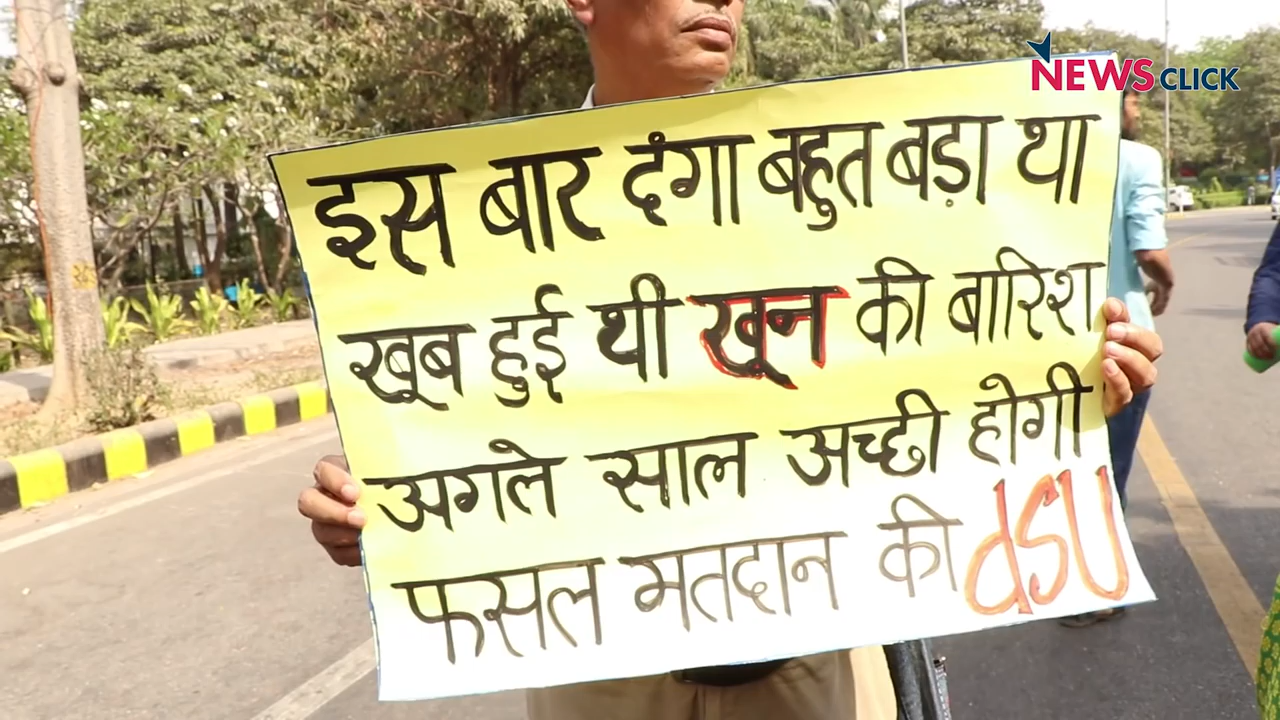 NEWSCLICK
इस बार दंगा बहुत बड़ा था
खूब हुई थी खून की बारिश
अगले साल अच्छी होगी
फसल मतदान की
dSU